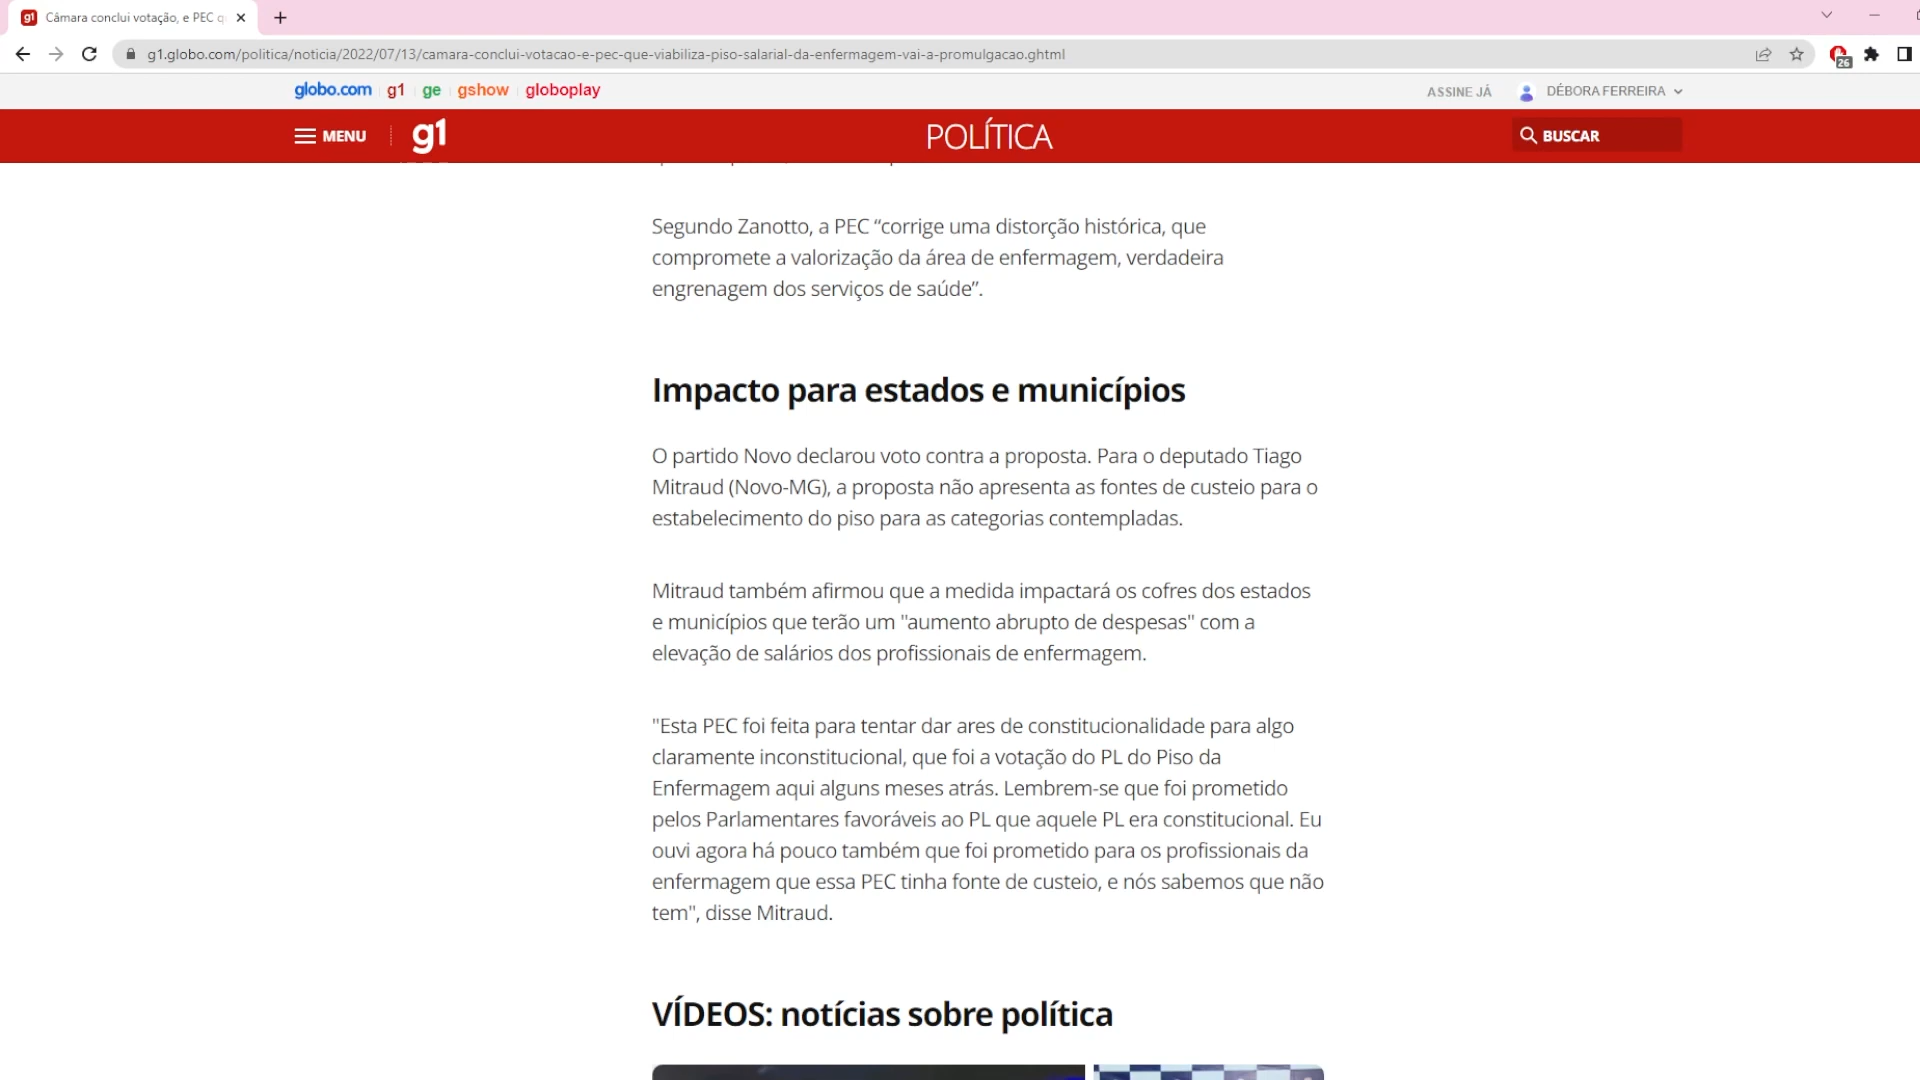 Câmara conclui votação, e PEC q
g1.globo.com/politica/noticia/2022/07/13/camara-conclui-votacao-e-pec-que-viabiliza-piso-salarial-da-enfermagem-vai-a-promulgacao.ghtml
26
globo.com g1 ge gshow globoplay
ASSINE JÁ DÉBORA FERREIRA
MENU g1 POLÍTICA BUSCAR
Segundo Zanotto, a PEC “corrige uma distorção histórica, que
compromete a valorização da área de enfermagem, verdadeira
engrenagem dos serviços de saúde”.
Impacto para estados e municípios
O partido Novo declarou voto contra a proposta. Para o deputado Tiago
Mitraud (Novo-MG), a proposta não apresenta as fontes de custeio para o
estabelecimento do piso para as categorias contempladas.
Mitraud também afirmou que a medida impactará os cofres dos estados
e municípios que terão um "aumento abrupto de despesas" com a
elevação de salários dos profissionais de enfermagem.
"Esta PEC foi feita para tentar dar ares de constitucionalidade para algo
claramente inconstitucional, que foi a votação do PL do Piso da
Enfermagem aqui alguns meses atrás. Lembrem-se que foi prometido
pelos Parlamentares favoráveis ao PL que aquele PL era constitucional. Eu
ouvi agora há pouco também que foi prometido para os profissionais da
enfermagem que essa PEC tinha fonte de custeio, e nós sabemos que não
tem", disse Mitraud.
VÍDEOS: notícias sobre política